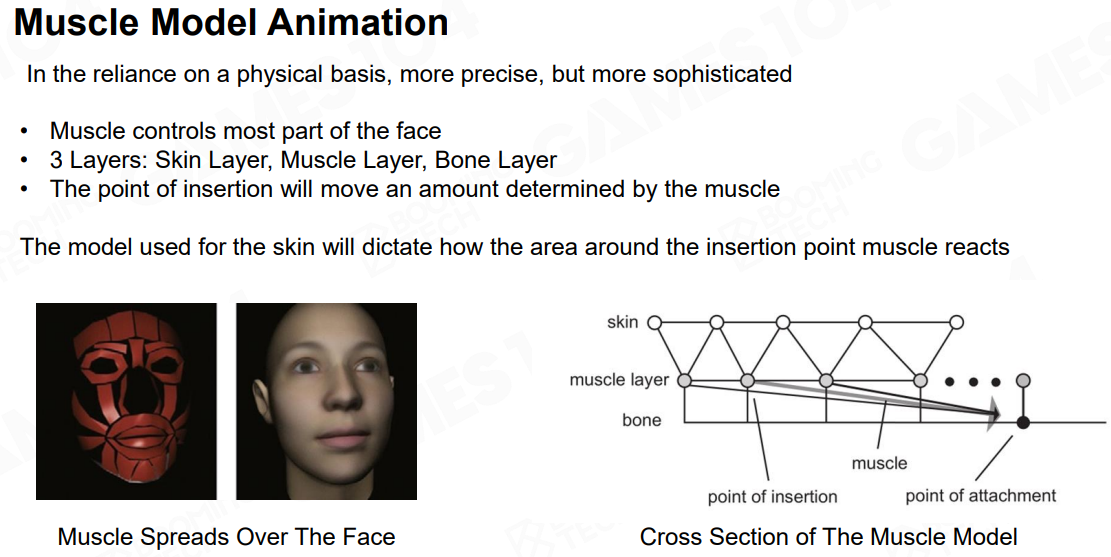 Muscle Model Animation
In the reliance on a physical basis, more precise, but more sophisticated
• Muscle controls most part of the face
• 3 Layers: Skin Layer, Muscle Layer, Bone Layer
• The point of insertion will move an amount determined by the muscle
The model used for the skin will dictate how the area around the insertion point muscle reacts
skin
muscle layer
bone
muscle
point of insertion
point of attachment
Muscle Spreads Over The Face
Cross Section of The Muscle Model
GAMES104
BOOMING
TECH